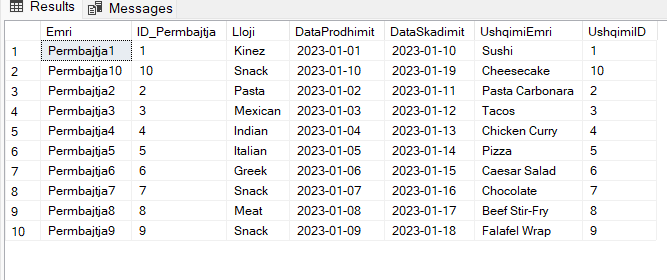 Results Messages
Emri ID_Permbajtja Lloji DataProdhimit DataSkadimit UshqimiEmri UshqimiID
1 Permbajtja1 1 Kinez 2023-01-01 2023-01-10 Sushi 1
2 Permbajtja10 10 Snack 2023-01-10 2023-01-19 Cheesecake 10
3 Permbajtja2 2 Pasta 2023-01-02 2023-01-11 Pasta Carbonara 2
4 Permbajtja3 3 Mexican 2023-01-03 2023-01-12 Tacos 3
5 Permbajtja4 4 Indian 2023-01-04 2023-01-13 Chicken Curry 4
6 Permbajtja5 5 Italian 2023-01-05 2023-01-14 Pizza 5
7 Permbajtja6 6 Greek 2023-01-06 2023-01-15 Caesar Salad 6
8 Permbajtja7 7 Snack 2023-01-07 2023-01-16 Chocolate 7
9 Permbajtja8 8 Meat 2023-01-08 2023-01-17 Beef Stir-Fry 8
10 Permbajtja9 9 Snack 2023-01-09 2023-01-18 Falafel Wrap 9